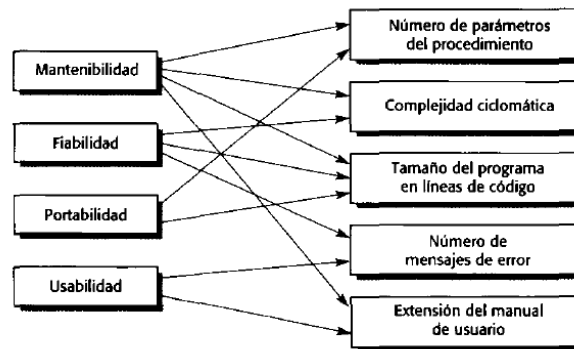 Mantenibilidad
Fiabilidad
Portabilidad
Usabilidad
Número de parámetros
del procedimiento
Complejidad ciclomática
Tamaño del programa
en líneas de código
Número de
mensajes de error
Extensión del manual
de usuario